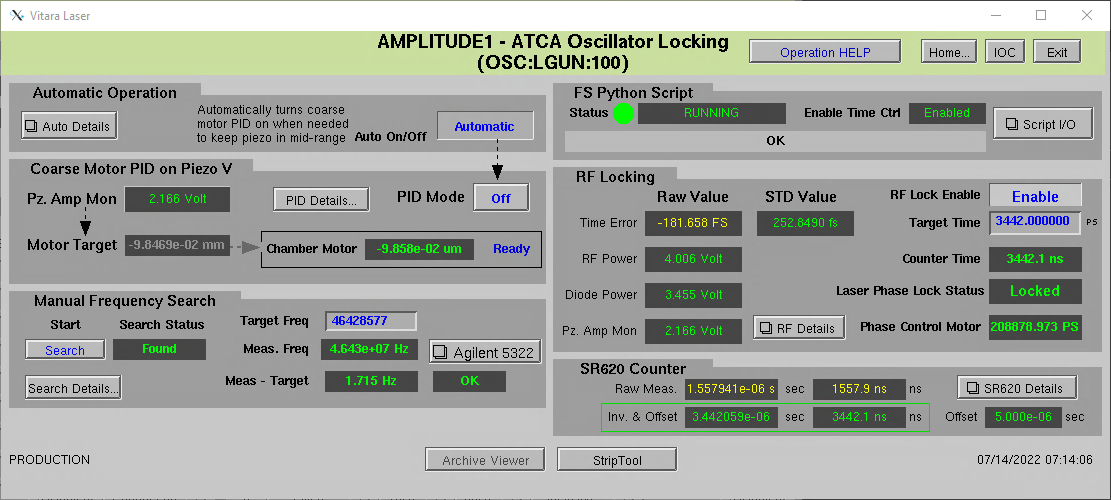 Vitara Laser
AMPLITUDE1 - ATCA Oscillator Locking
(OSC:LGUN:100)
Operation HELP
Home...
IOC
Exit
Automatic Operation
Auto Details
Automatically turns coarse
motor PID on when needed
to keep piezo in mid-range
Auto On/Off
Automatic
Coarse Motor PID on Piezo V
Pz. Amp Mon 2.166 Volt
PID Details...
PID Mode
Off
Motor Target -9.8469e-02 mm
Chamber Motor -9.858e-02 um Ready
Manual Frequency Search
Start Search Status
Target Freq 46428577
Search Found
Meas. Freq 4.643e+07 Hz
Agilent 5322
Search Details...
Meas - Target 1.715 Hz OK
FS Python Script
Status RUNNING
Enable Time Ctrl Enabled
Script I/O
OK
RF Locking
Raw Value STD Value
RF Lock Enable Enable
Time Error -181.658 FS 252.8490 fs
Target Time 3442.000000 PS
RF Power 4.006 Volt
Counter Time 3442.1 ns
Diode Power 3.455 Volt
Laser Phase Lock Status Locked
Pz. Amp Mon 2.166 Volt
RF Details
Phase Control Motor 208878.973 PS
SR620 Counter
Raw Meas. 1.557941e-06 s sec 1557.9 ns ns
SR620 Details
Inv. & Offset 3.442059e-06 sec 3442.1 ns ns
Offset 5.000e-06 sec
PRODUCTION
Archive Viewer
StripTool
07/14/2022 07:14:06